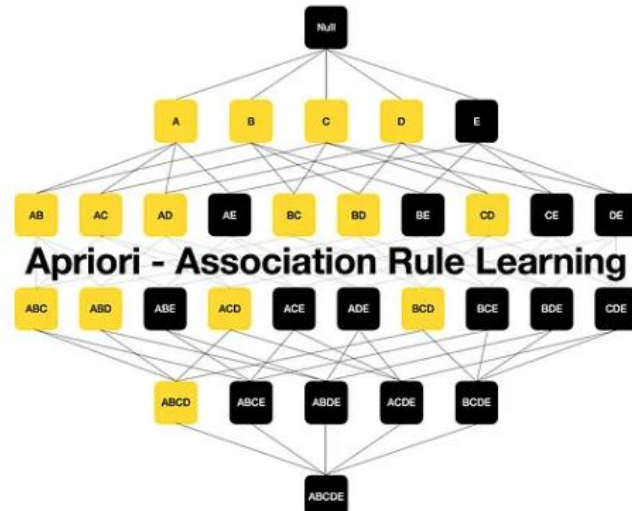 Null
A B C D E
AB AC AD AE BC BD BE CD CE DE
Apriori - Association Rule Learning
ABC ABD ABE ACD ACE ADE BCD BCE BDE CDE
ABCD ABCE ABDE ACDE BCDE
ABCDE